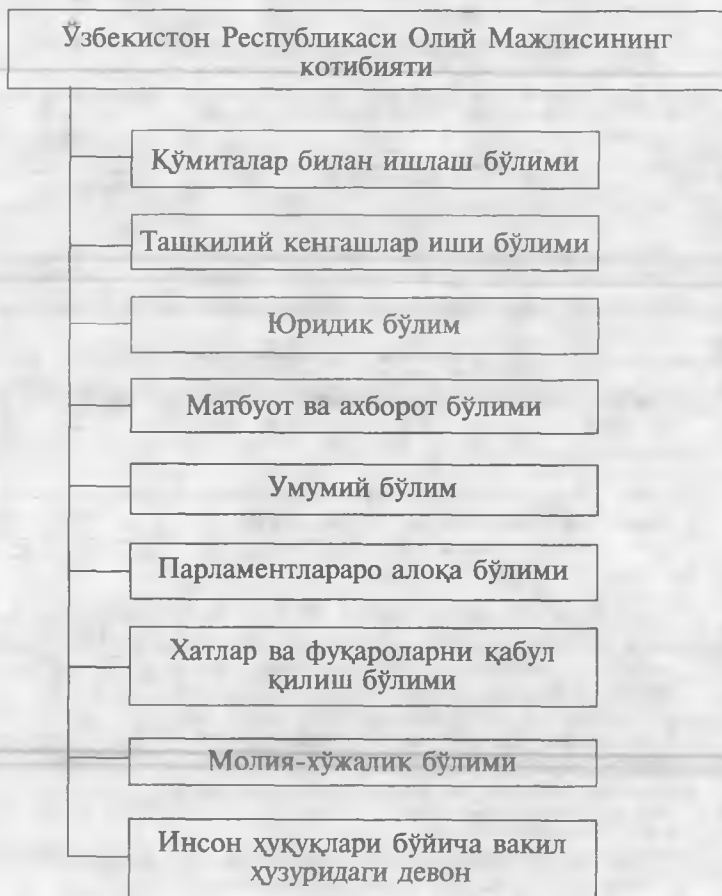 Ўзбекистон Республикаси Олий Мажлисининг
котибияти
Қўмиталар билан ишлаш бўлими
Ташкилий кенгашлар иши бўлими
Юридик бўлим
Матбуот ва ахборот бўлими
Умумий бўлим
Парламентлараро алоқа бўлими
Хатлар ва фуқароларни қабул
қилиш бўлими
Молия-хўжалик бўлими
Инсон ҳуқуқлари бўйича вакил
ҳузуридаги девон